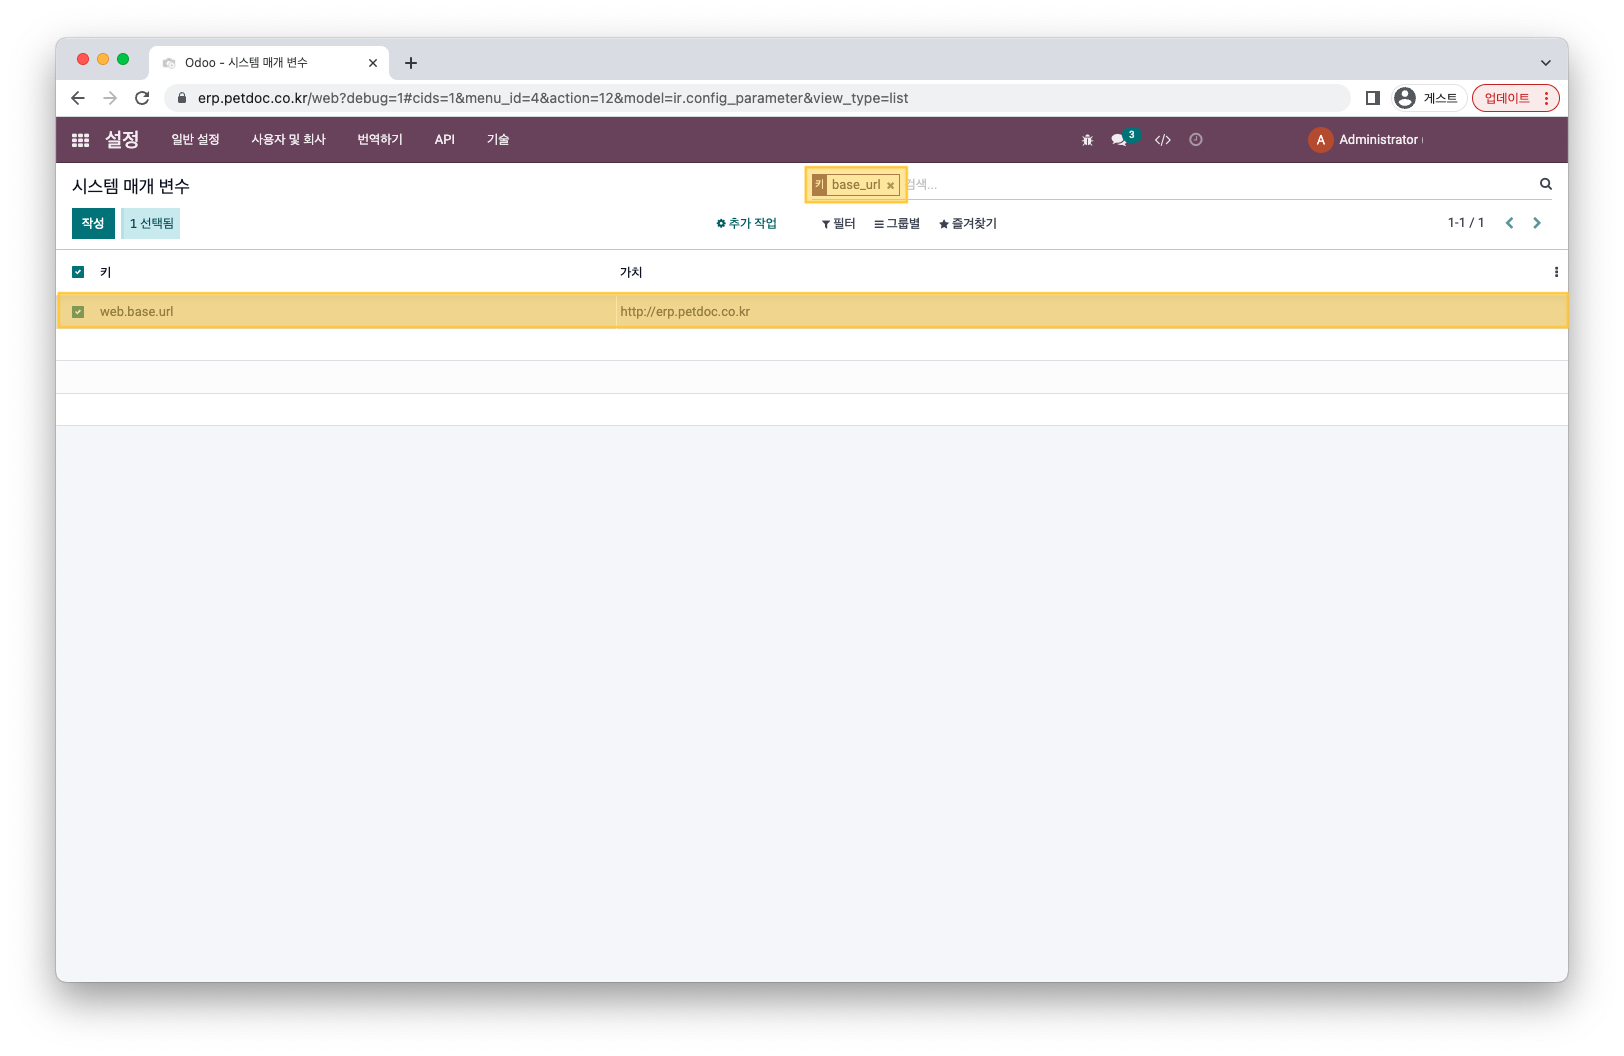 Odoo - 시스템 매개 변수
erp.petdoc.co.kr/web?debug=1#cids=1&menu_id=4&action=12&model=ir.config_parameter&view_type=list
게스트
업데이트
설정
일반 설정
사용자 및 회사
번역하기
API
기술
3
</>
A
Administrator
시스템 매개 변수
키
base_url
검색...
작성
1 선택됨
추가 작업
필터
그룹별
즐겨찾기
1-1 / 1
키
가치
web.base.url
http://erp.petdoc.co.kr